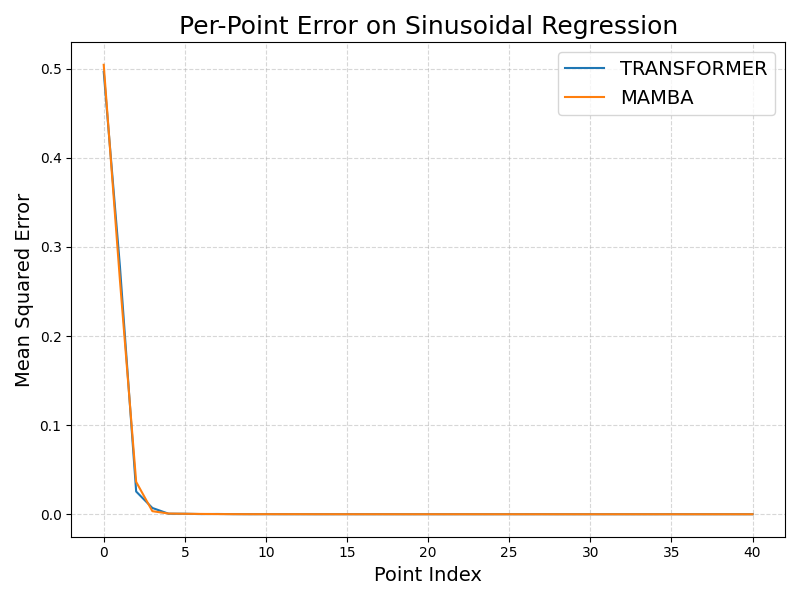 Per-Point Error on Sinusoidal Regression
TRANSFORMER
MAMBA
Mean Squared Error
0.5
0.4
0.3
0.2
0.1
0.0
0 5 10 15 20 25 30 35 40
Point Index